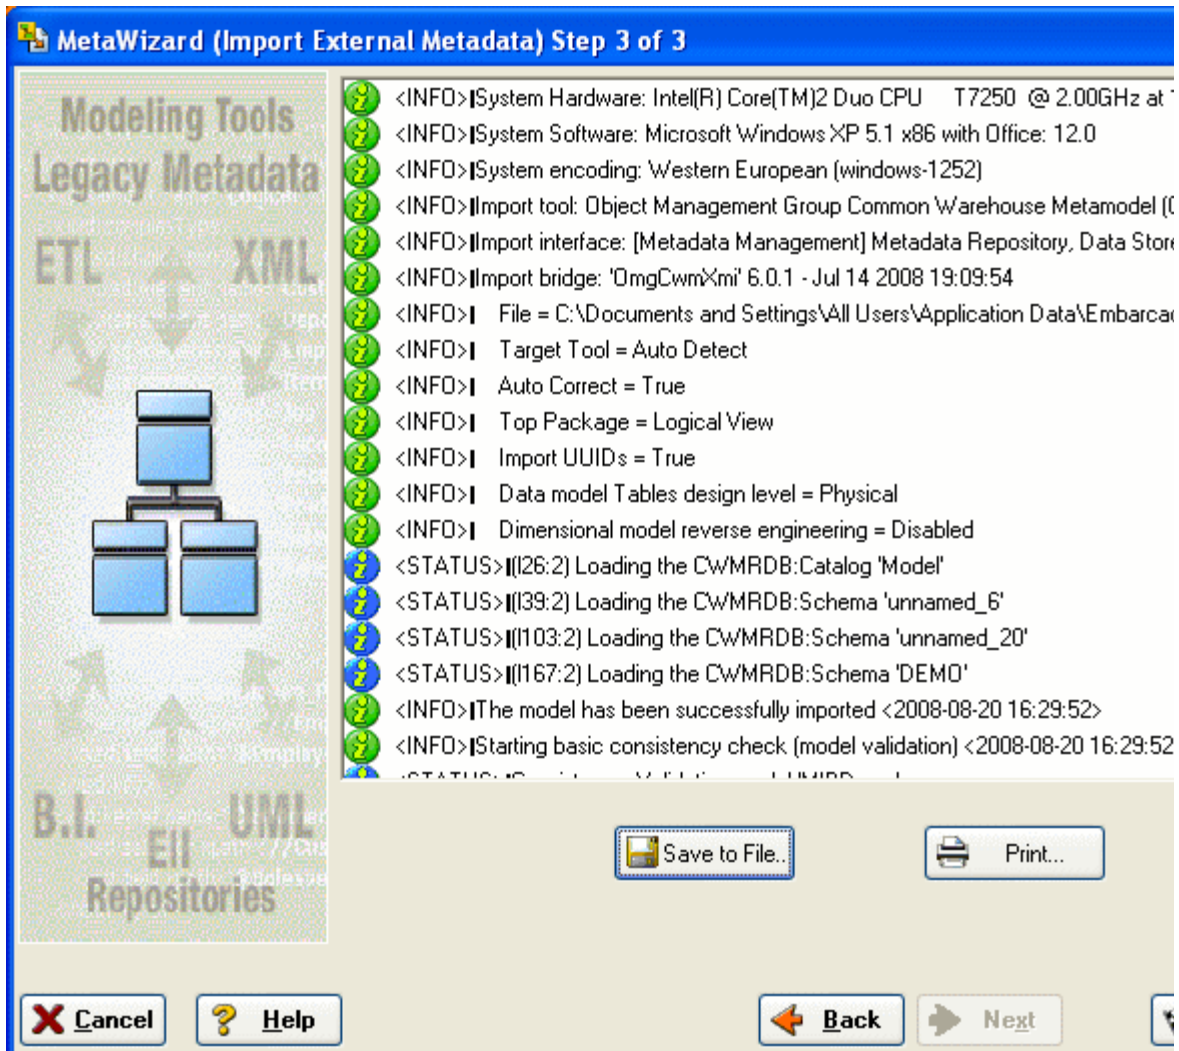 MetaWizard (Import External Metadata) Step 3 of 3
Modeling Tools
Legacy Metadata
ETL XML
B.I. UML
EII
Repositories
<INFO> System Hardware: Intel(R) Core(TM)2 Duo CPU T7250 @ 2.00GHz at
<INFO> System Software: Microsoft Windows XP 5.1 x86 with Office: 12.0
<INFO> System encoding: Western European (windows-1252)
<INFO> Import tool: Object Management Group Common Warehouse Metamodel
<INFO> Import interface: [Metadata Management] Metadata Repository, Data Store
<INFO> Import bridge: 'OmgCwmXmi' 6.0.1 - Jul 14 2008 19:09:54
<INFO> File = C:\Documents and Settings\All Users\Application Data\Embarcad
<INFO> Target Tool = Auto Detect
<INFO> Auto Correct = True
<INFO> Top Package = Logical View
<INFO> Import UUIDs = True
<INFO> Data model Tables design level = Physical
<INFO> Dimensional model reverse engineering = Disabled
<STATUS> (l26:2) Loading the CWMRDB:Catalog 'Model'
<STATUS> (l39:2) Loading the CWMRDB:Schema 'unnamed_6'
<STATUS> (l103:2) Loading the CWMRDB:Schema 'unnamed_20'
<STATUS> (l167:2) Loading the CWMRDB:Schema 'DEMO'
<INFO> The model has been successfully imported <2008-08-20 16:29:52>
<INFO> Starting basic consistency check (model validation) <2008-08-20 16:29:52
Save to File..
Print...
Cancel
Help
Back
Next